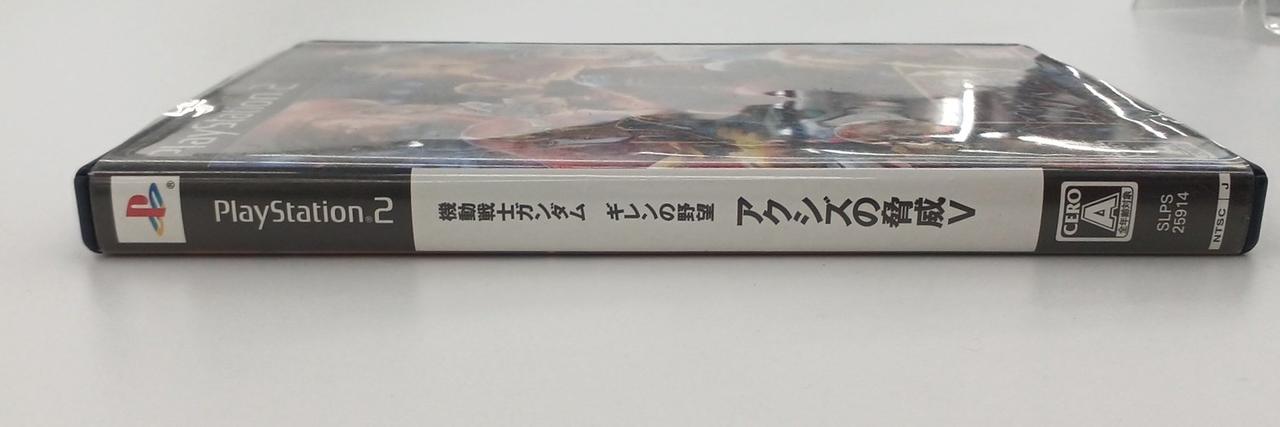 PlayStation 2
PlayStation®2
機動戦士ガンダム ギレンの野望 アクシズの脅威V
CERO
A
全年齢対象
SLPS
25914
NTSC J